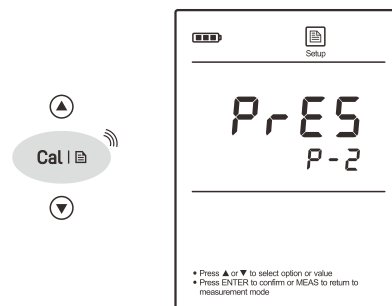 Cal
Setup
PrES
P-2
• Press ▲ or ▼ to select option or value
• Press ENTER to confirm or MEAS to return to
measurement mode